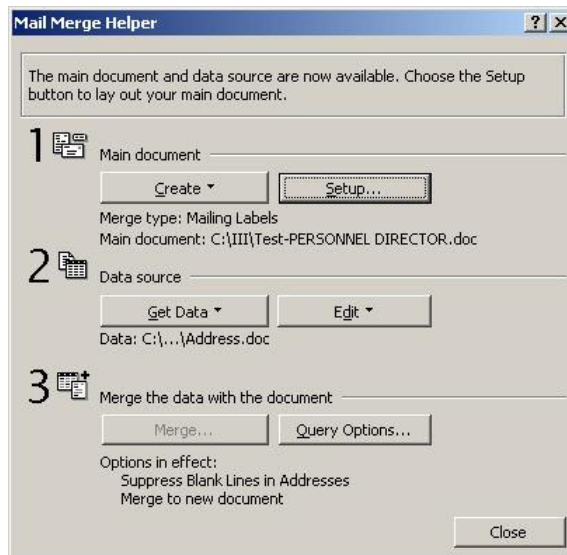 Mail Merge Helper
The main document and data source are now available. Choose the Setup
button to lay out your main document.
1 Main document
Create Setup...
Merge type: Mailing Labels
Main document: C:\III\Test-PERSONNEL DIRECTOR.doc
2 Data source
Get Data Edit
Data: C:\...\Address.doc
3 Merge the data with the document
Merge... Query Options...
Options in effect:
Suppress Blank Lines in Addresses
Merge to new document
Close